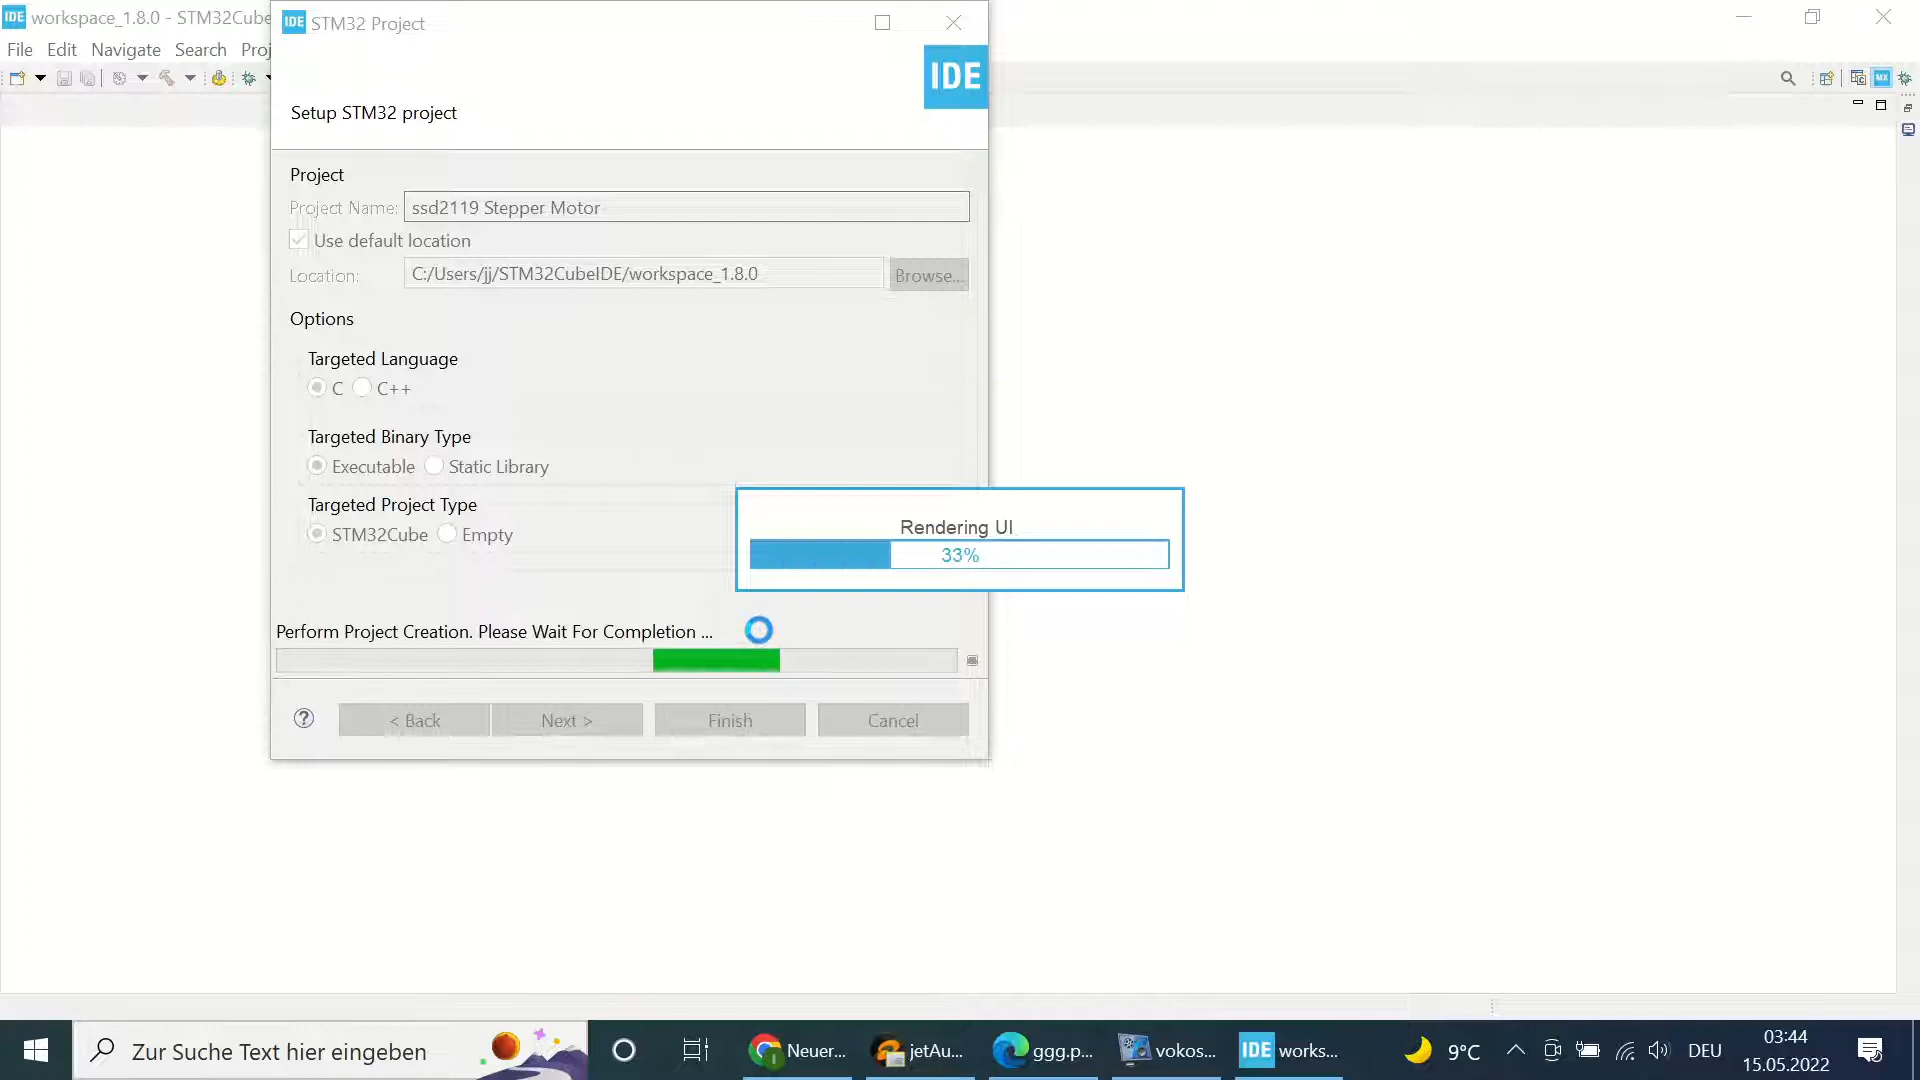 IDE workspace_1.8.0 - STM32Cube
IDE STM32 Project
File Edit Navigate Search Proj
IDE
MX
Setup STM32 project
Project
Project Name: ssd2119 Stepper Motor
Use default location
Location: C:/Users/jj/STM32CubeIDE/workspace_1.8.0 Browse...
Options
Targeted Language
C C++
Targeted Binary Type
Executable Static Library
Targeted Project Type
STM32Cube Empty
Rendering UI
33%
Perform Project Creation. Please Wait For Completion ...
? < Back Next > Finish Cancel
Zur Suche Text hier eingeben
Neuer... jetAu... ggg.p... vokos... IDE works... 9°C DEU
03:44
15.05.2022